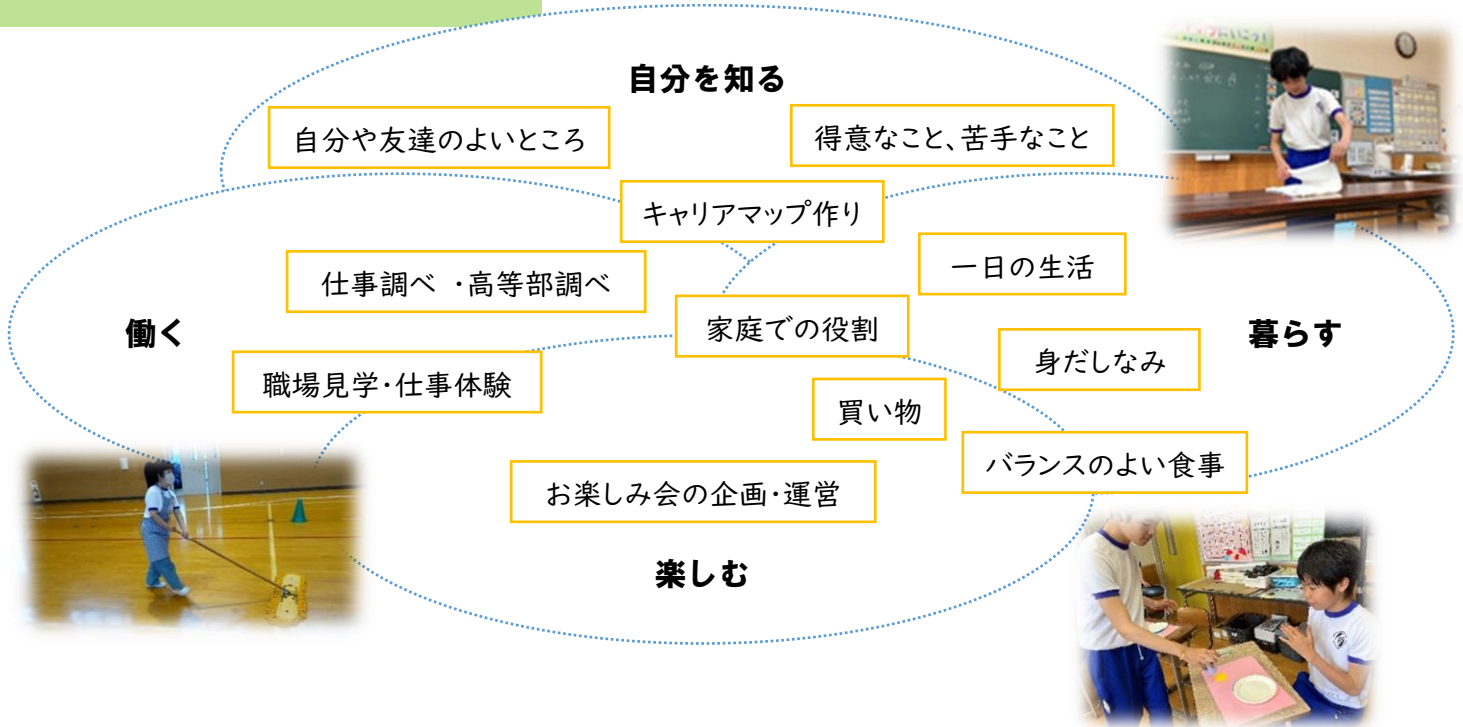 自分を知る
自分や友達のよいところ
得意なこと、苦手なこと
キャリアマップ作り
仕事調べ ・高等部調べ
一日の生活
働く
家庭での役割
暮らす
身だしなみ
職場見学・仕事体験
買い物
バランスのよい食事
お楽しみ会の企画・運営
楽しむ